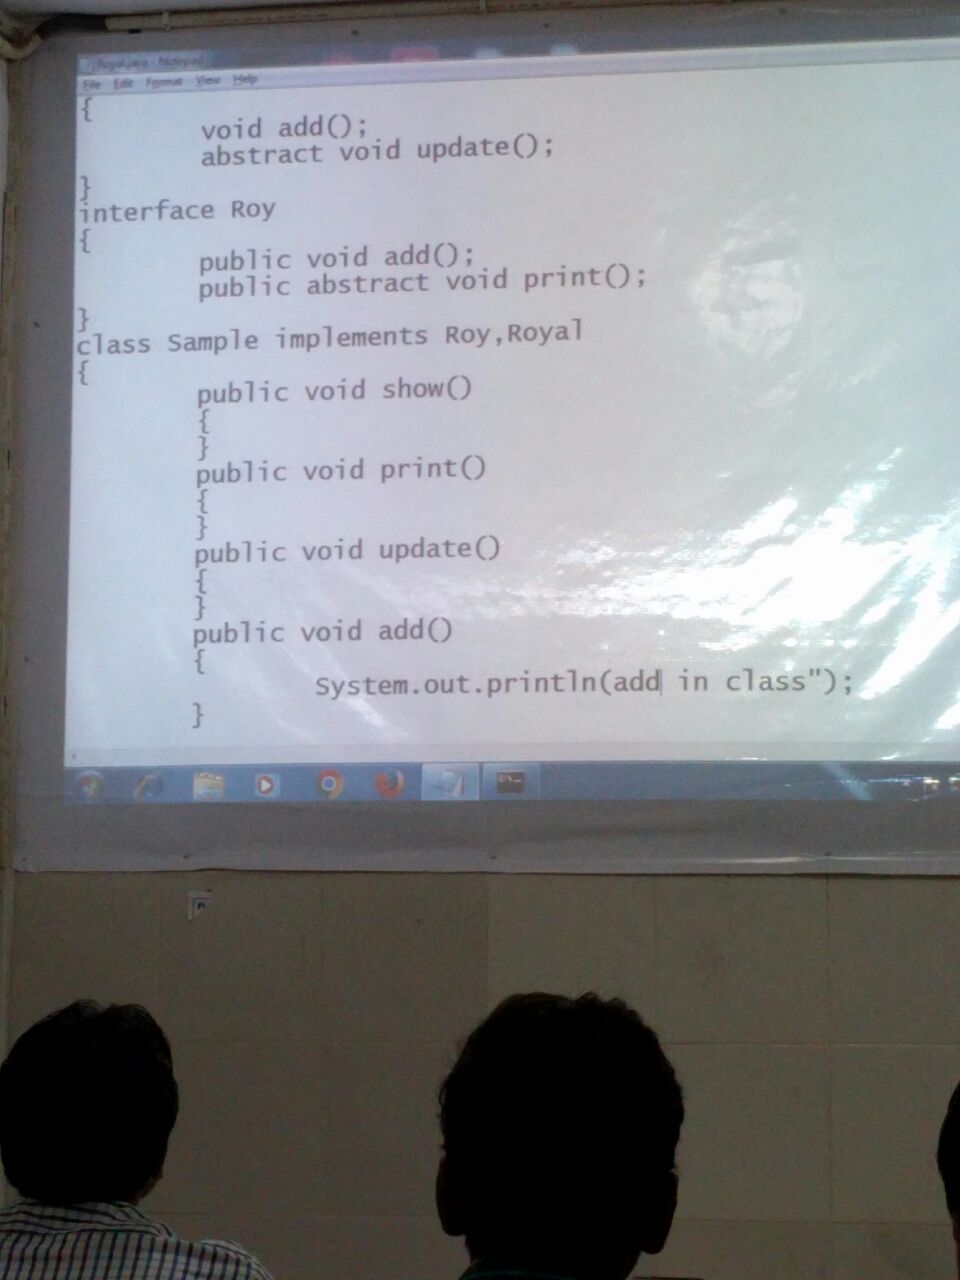 Royal.java - Notepad
File Edit Format View Help
{
void add();
abstract void update();
}
interface Roy
{
public void add();
public abstract void print();
}
class Sample implements Roy,Royal
{
public void show()
{
}
public void print()
{
}
public void update()
{
}
public void add()
{
System.out.println(add in class");
}